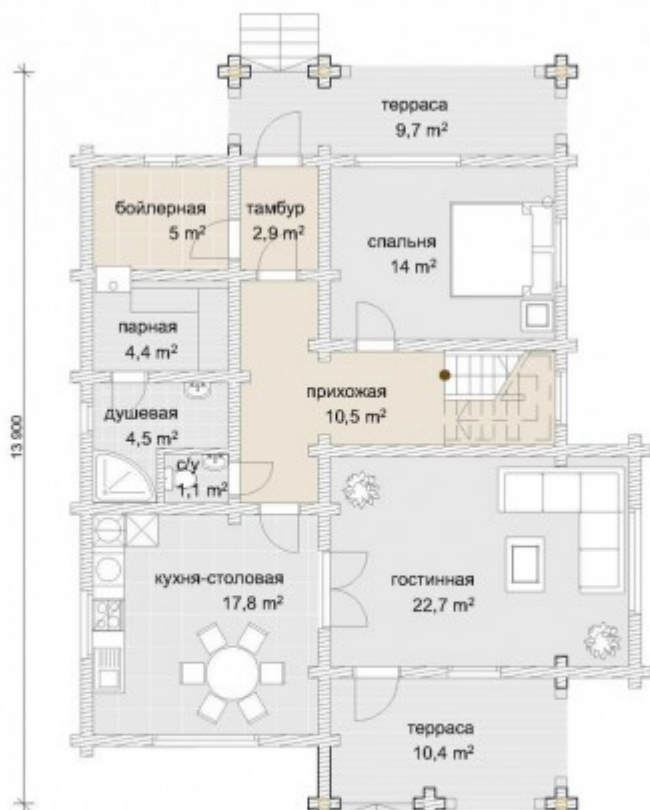 терраса
9,7 m²
бойлерная
5 m²
тамбур
2,9 m²
спальня
14 m²
парная
4,4 m²
прихожая
10,5 m²
душевая
4,5 m²
с/у
1,1 m²
13 900
кухня-столовая
17,8 m²
гостинная
22,7 m²
терраса
10,4 m²